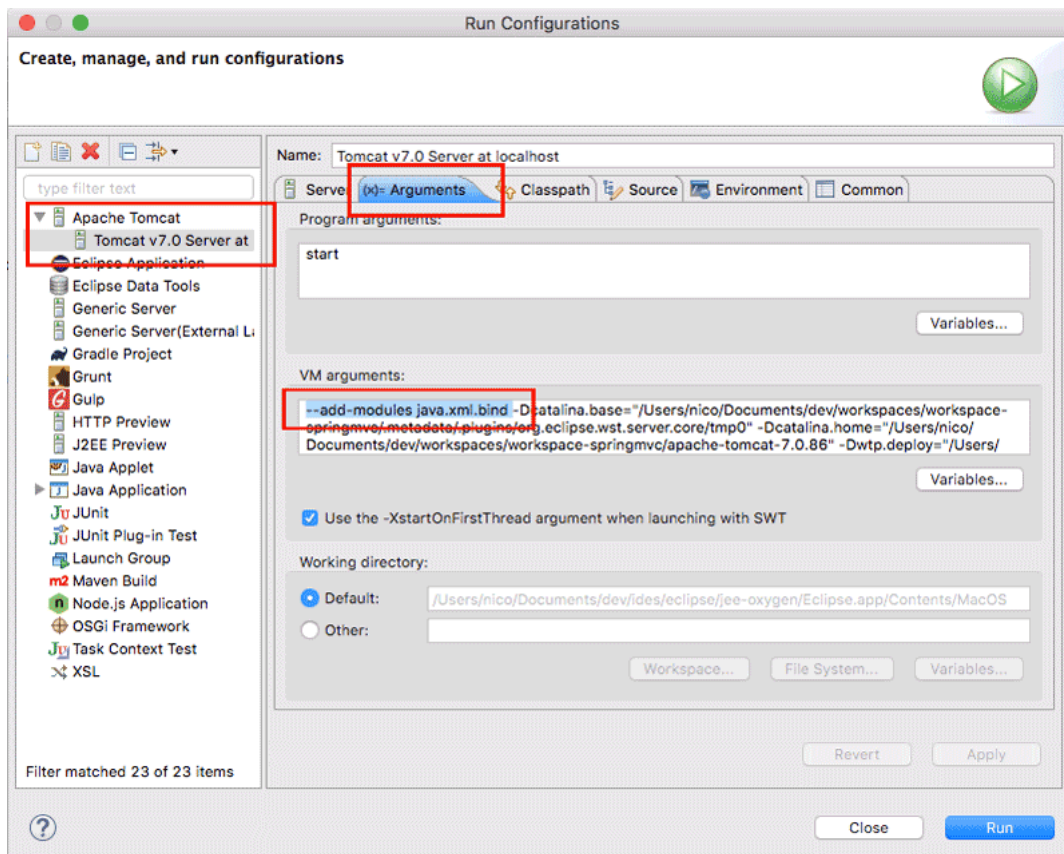 Run Configurations
Create, manage, and run configurations
type filter text
Apache Tomcat
Tomcat v7.0 Server at
Eclipse Application
Eclipse Data Tools
Generic Server
Generic Server(External La
Gradle Project
Grunt
Gulp
HTTP Preview
J2EE Preview
Java Applet
Java Application
JUnit
JUnit Plug-in Test
Launch Group
Maven Build
Node.js Application
OSGi Framework
Task Context Test
XSL
Filter matched 23 of 23 items
Name: Tomcat v7.0 Server at localhost
Server (x)= Arguments Classpath Source Environment Common
Program arguments:
start
Variables...
VM arguments:
--add-modules java.xml.bind -Dcatalina.base="/Users/nico/Documents/dev/workspaces/workspace-
springmvc/.metadata/.plugins/org.eclipse.wst.server.core/tmp0" -Dcatalina.home="/Users/nico/
Documents/dev/workspaces/workspace-springmvc/apache-tomcat-7.0.86" -Dwtp.deploy="/Users/
Variables...
Use the -XstartOnFirstThread argument when launching with SWT
Working directory:
Default: /Users/nico/Documents/dev/ides/eclipse/jee-oxygen/Eclipse.app/Contents/MacOS
Other:
Workspace... File System... Variables...
Revert Apply
Close Run